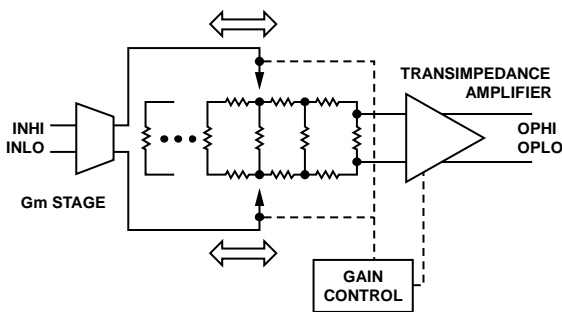 TRANSIMPEDANCE
AMPLIFIER
INHI
INLO
OPHI
OPLO
Gm STAGE
GAIN
CONTROL